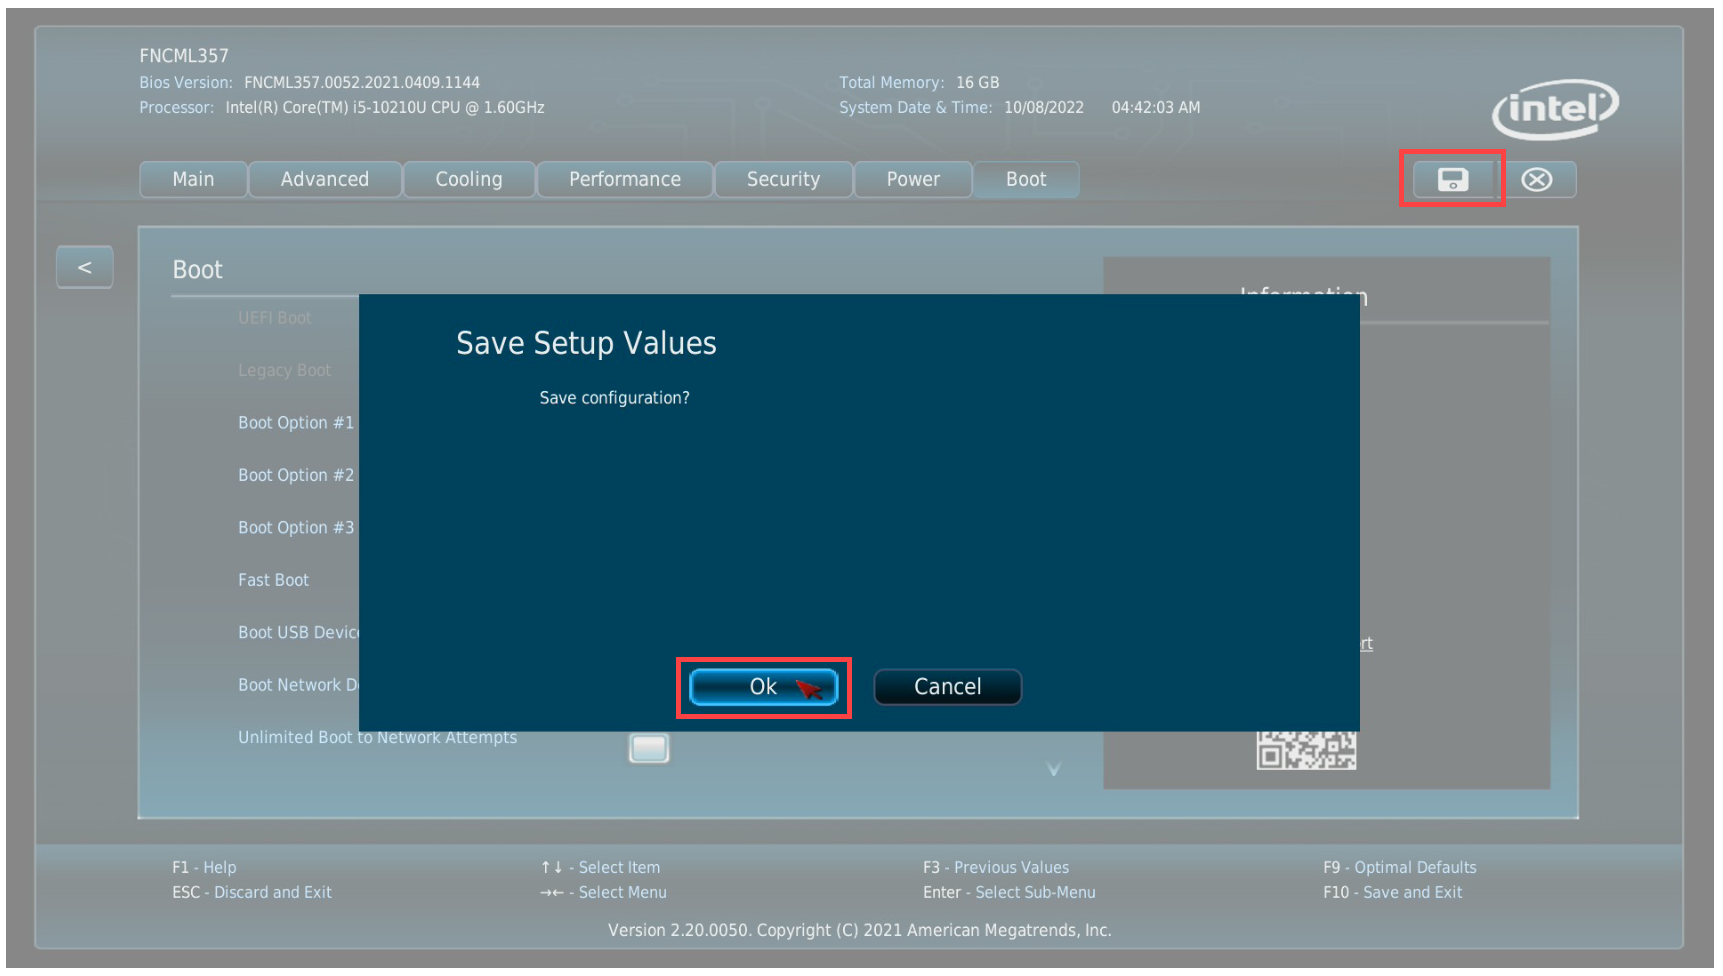 FNCML357
Bios Version: FNCML357.0052.2021.0409.1144
Total Memory: 16 GB
Processor: Intel(R) Core(TM) i5-10210U CPU @ 1.60GHz
System Date & Time: 10/08/2022 04:42:03 AM
intel
Main Advanced Cooling Performance Security Power Boot
<
Boot
Information
UEFI Boot
Save Setup Values
Legacy Boot
Save configuration?
Boot Option #1
Boot Option #2
Boot Option #3
Fast Boot
Boot USB Devic
rt
Boot Network D
Ok Cancel
Unlimited Boot to Network Attempts
F1 - Help ↑↓ - Select Item F3 - Previous Values F9 - Optimal Defaults
ESC - Discard and Exit →← - Select Menu Enter - Select Sub-Menu F10 - Save and Exit
Version 2.20.0050. Copyright (C) 2021 American Megatrends, Inc.